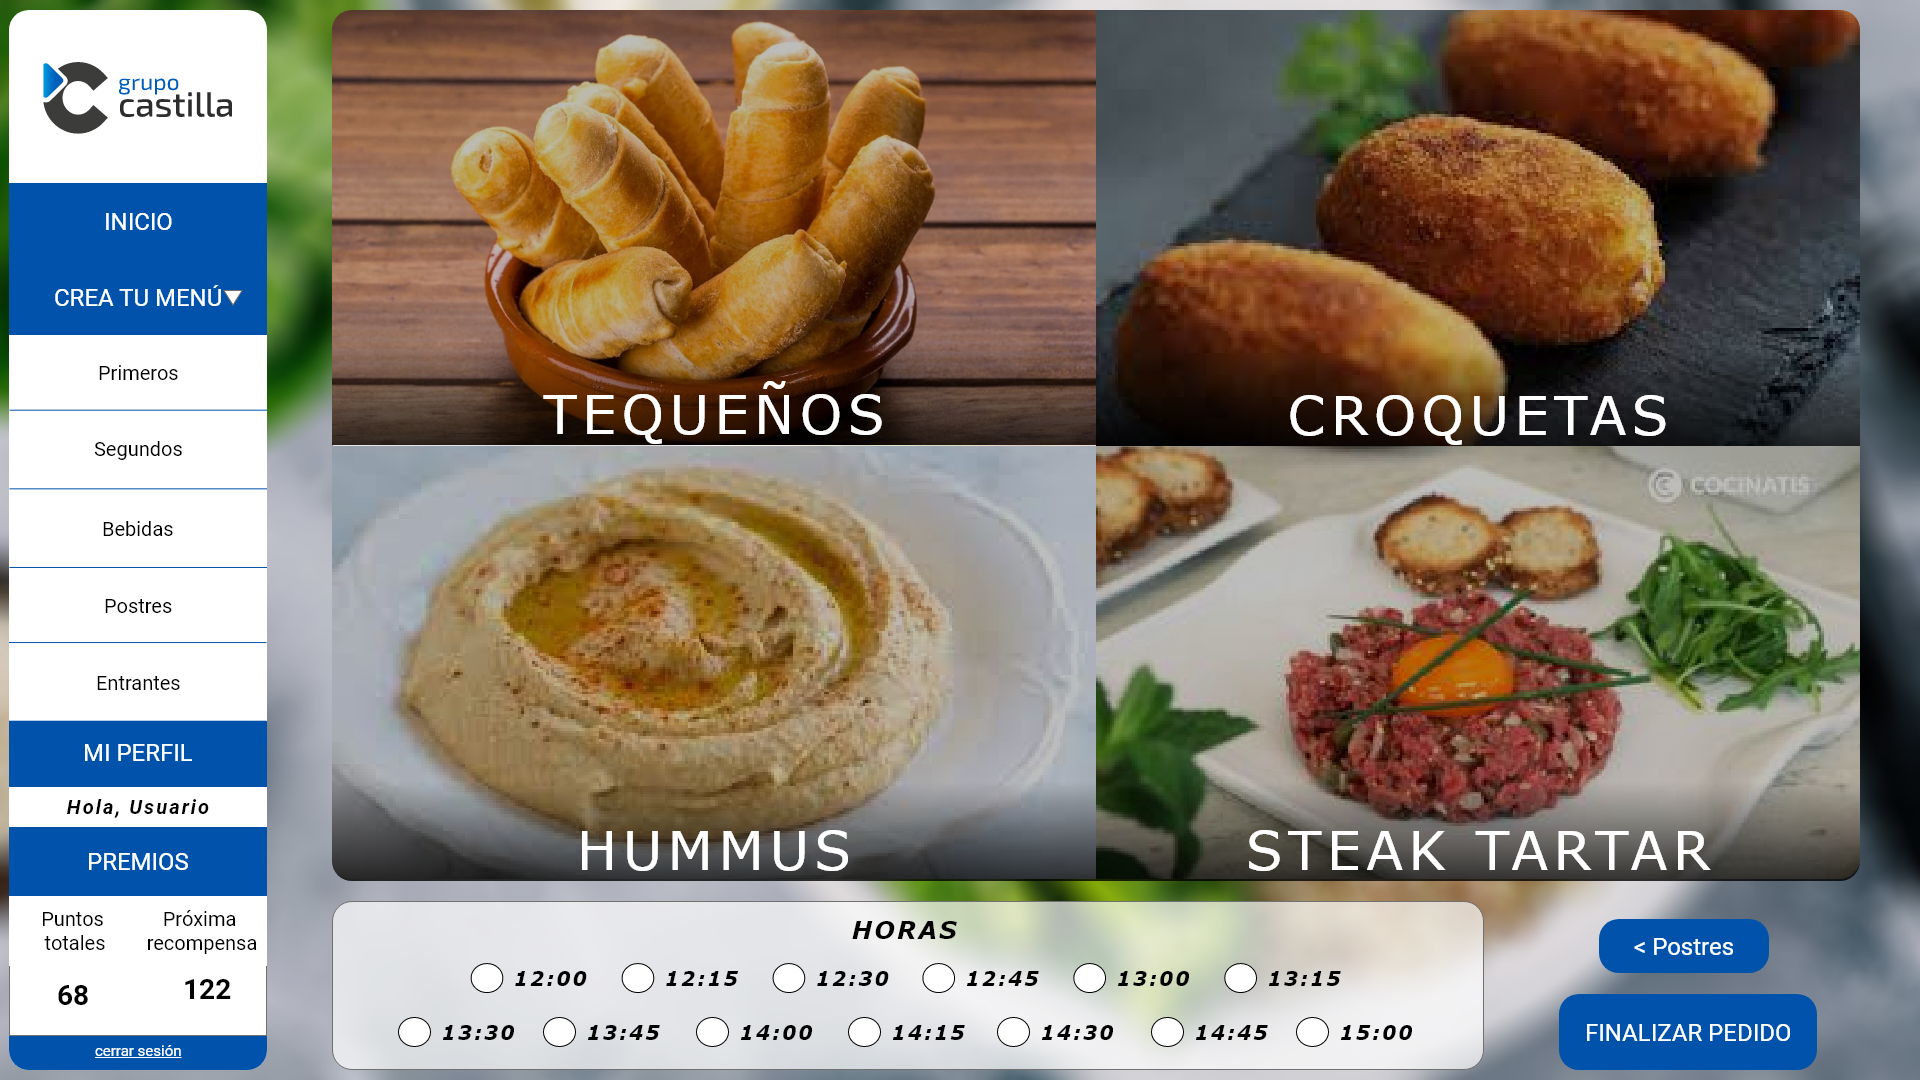 grupo
castilla
INICIO
CREA TU MENÚ
Primeros
Segundos
Bebidas
Postres
Entrantes
MI PERFIL
Hola, Usuario
PREMIOS
Puntos totales
Próxima recompensa
68
122
cerrar sesión
TEQUEÑOS
CROQUETAS
COCINATIS
HUMMUS
STEAK TARTAR
HORAS
12:00 12:15 12:30 12:45 13:00 13:15
13:30 13:45 14:00 14:15 14:30 14:45 15:00
< Postres
FINALIZAR PEDIDO